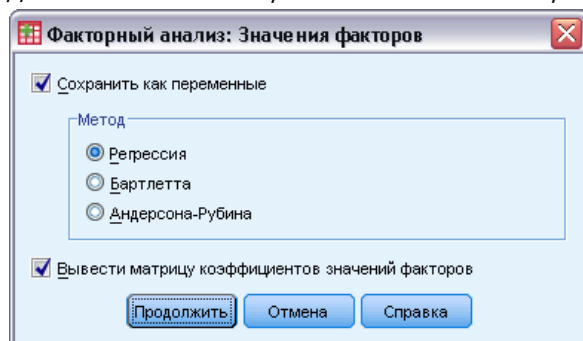 Факторный анализ: Значения факторов
Сохранить как переменные
Метод
Регрессия
Бартлетта
Андерсона-Рубина
Вывести матрицу коэффициентов значений факторов
Продолжить Отмена Справка